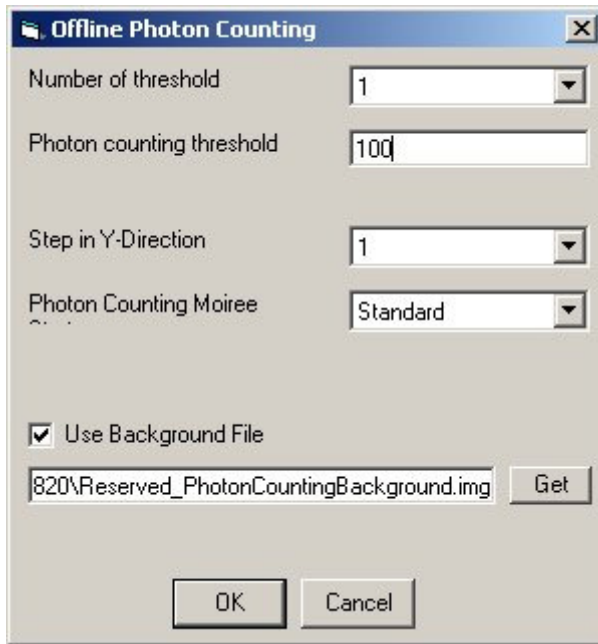 Offline Photon Counting
Number of threshold 1
Photon counting threshold 100
Step in Y-Direction 1
Photon Counting Moiree Standard
Use Background File
820\Reserved_PhotonCountingBackground.img Get
OK Cancel